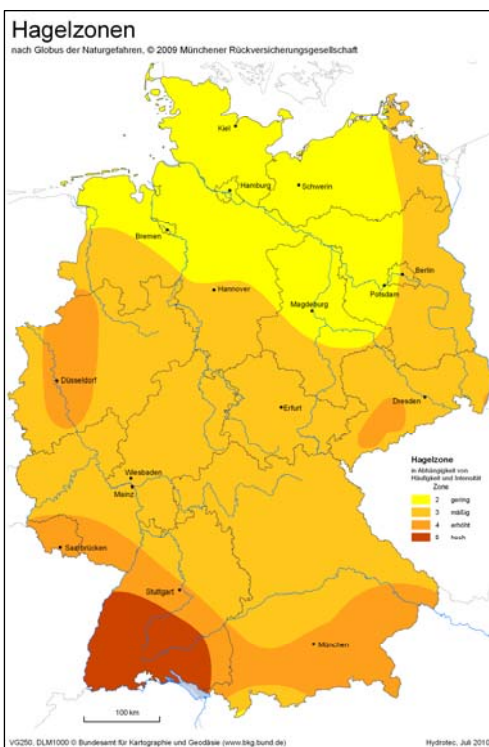 Hagelzonen
nach Globus der Naturgefahren, © 2009 Münchener Rückversicherungsgesellschaft
Kiel
Hamburg
Schwerin
Bremen
Berlin
Potsdam
Hannover
Magdeburg
Düsseldorf
Dresden
Erfurt
Wiesbaden
Mainz
Saarbrücken
Stuttgart
München
Hagelzone
in Abhängigkeit von
Häufigkeit und Intensität
Zone
2 gering
3 mäßig
4 erhöht
5 hoch
100 km
VG250, DLM1000 © Bundesamt für Kartographie und Geodäsie (www.bkg.bund.de)
Hydrotec, Juli 2010